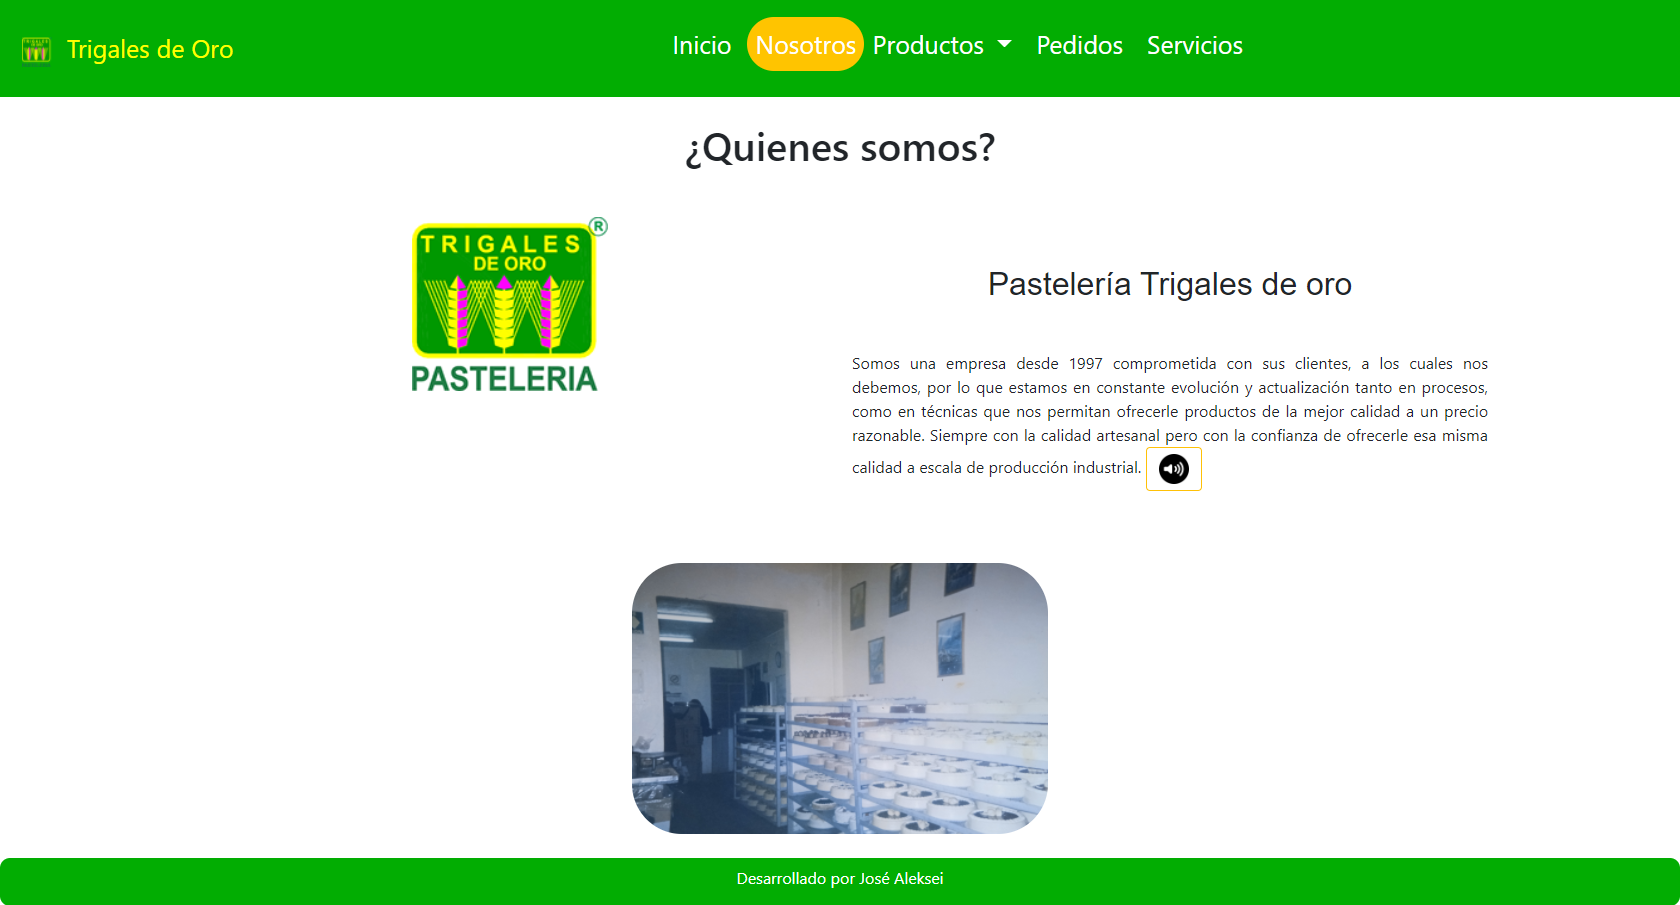 Trigales de Oro
Inicio Nosotros Productos Pedidos Servicios
¿Quienes somos?
TRIGALES
DE ORO
PASTELERIA
®
Pastelería Trigales de oro
Somos una empresa desde 1997 comprometida con sus clientes, a los cuales nos
debemos, por lo que estamos en constante evolución y actualización tanto en procesos,
como en técnicas que nos permitan ofrecerle productos de la mejor calidad a un precio
razonable. Siempre con la calidad artesanal pero con la confianza de ofrecerle esa misma
calidad a escala de producción industrial.
Desarrollado por José Aleksei